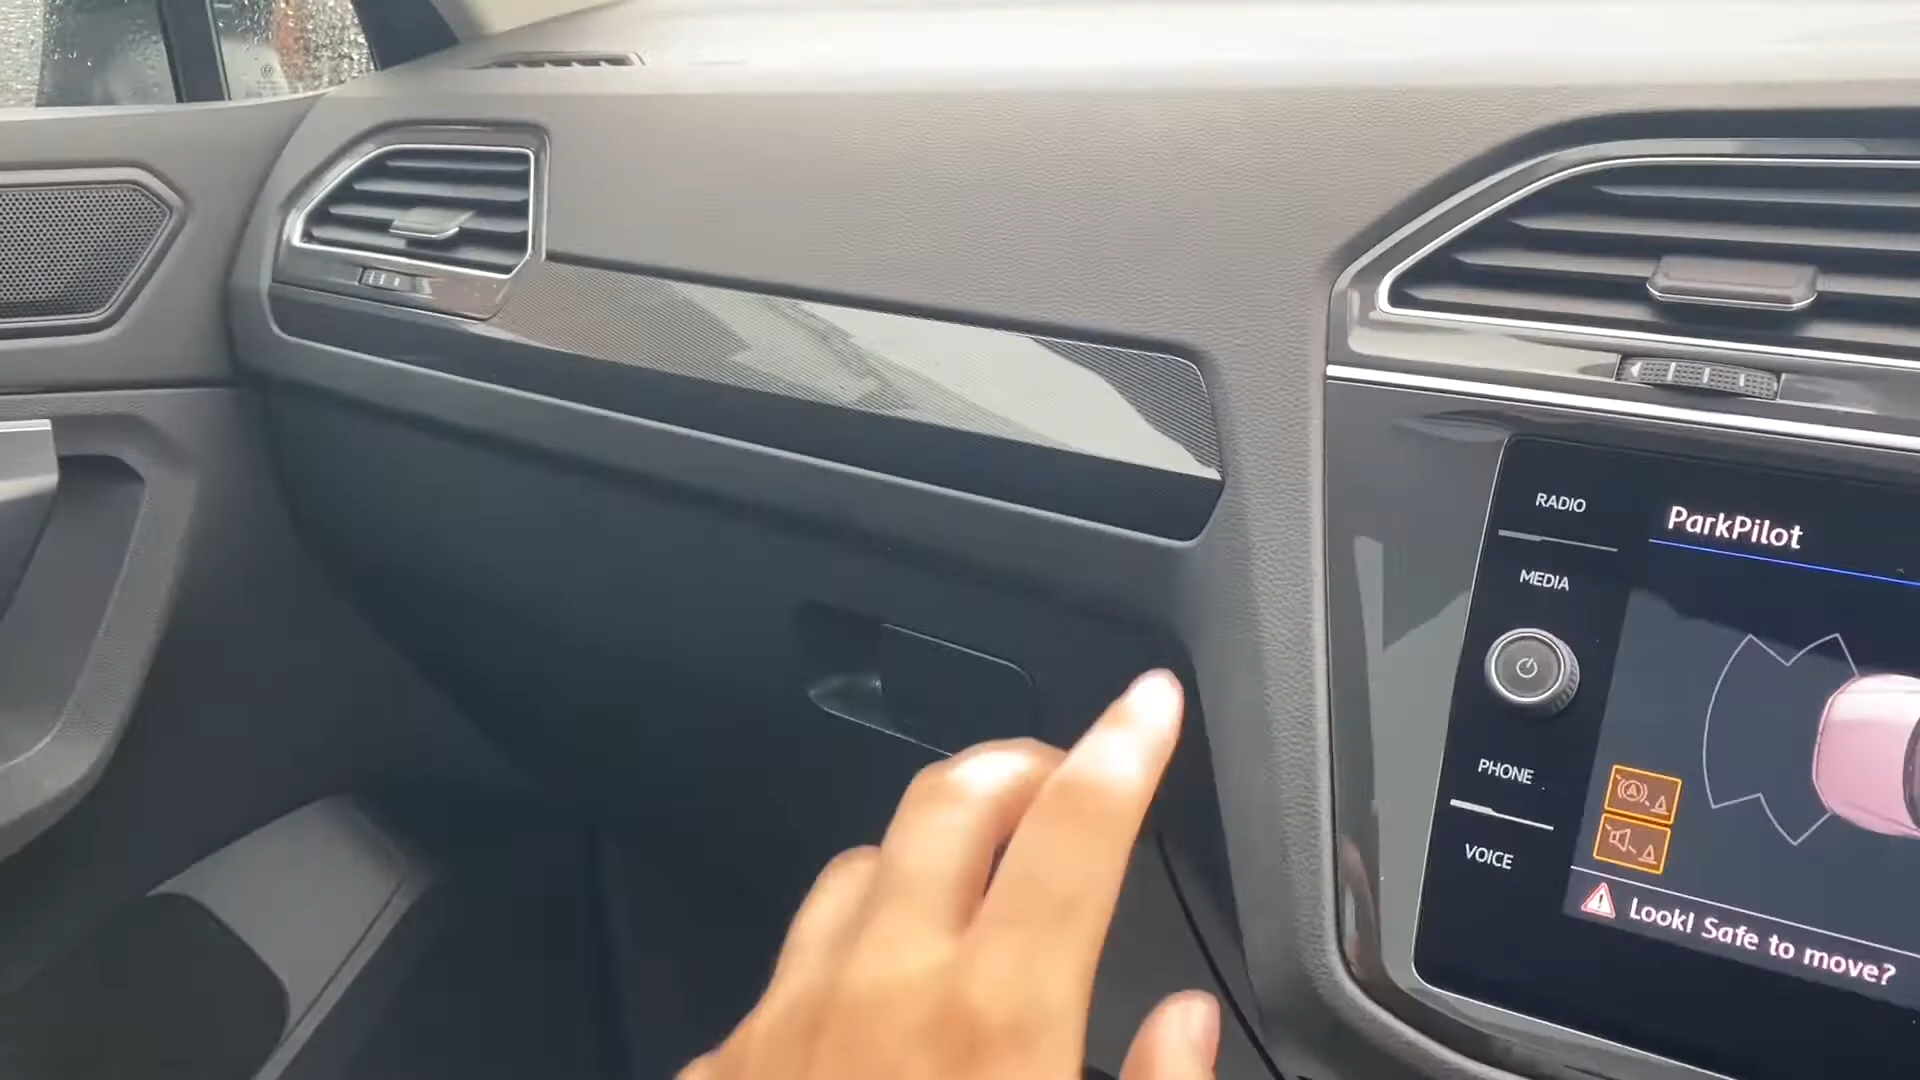 RADIO
ParkPilot
MEDIA
PHONE
VOICE
Look! Safe to move?